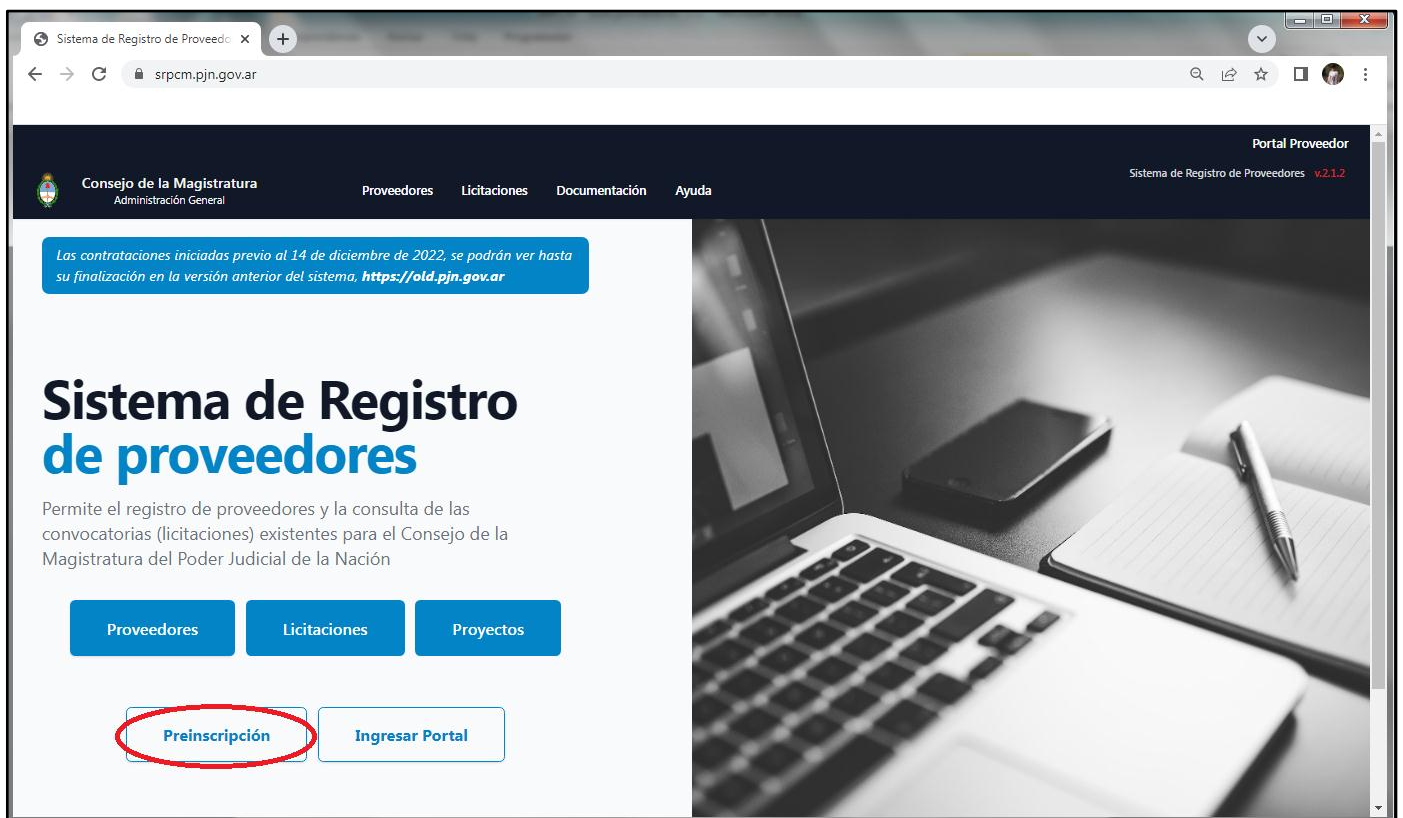 Sistema de Registro de Proveedo
srpcm.pjn.gov.ar
Portal Proveedor
Sistema de Registro de Proveedores v.2.1.2
Consejo de la Magistratura
Administración General
Proveedores Licitaciones Documentación Ayuda
Las contrataciones iniciadas previo al 14 de diciembre de 2022, se podrán ver hasta
su finalización en la versión anterior del sistema, https://old.pjn.gov.ar
Sistema de Registro
de proveedores
Permite el registro de proveedores y la consulta de las
convocatorias (licitaciones) existentes para el Consejo de la
Magistratura del Poder Judicial de la Nación
Proveedores Licitaciones Proyectos
Preinscripción Ingresar Portal